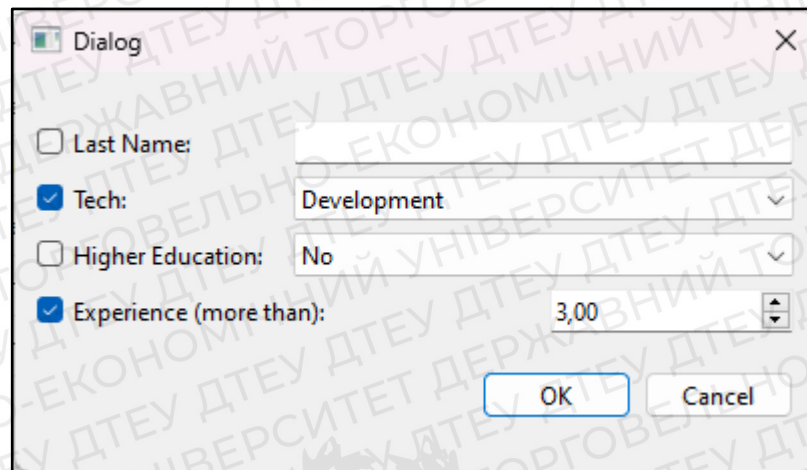 Dialog
Last Name:
Tech: Development
Higher Education: No
Experience (more than): 3,00
OK Cancel